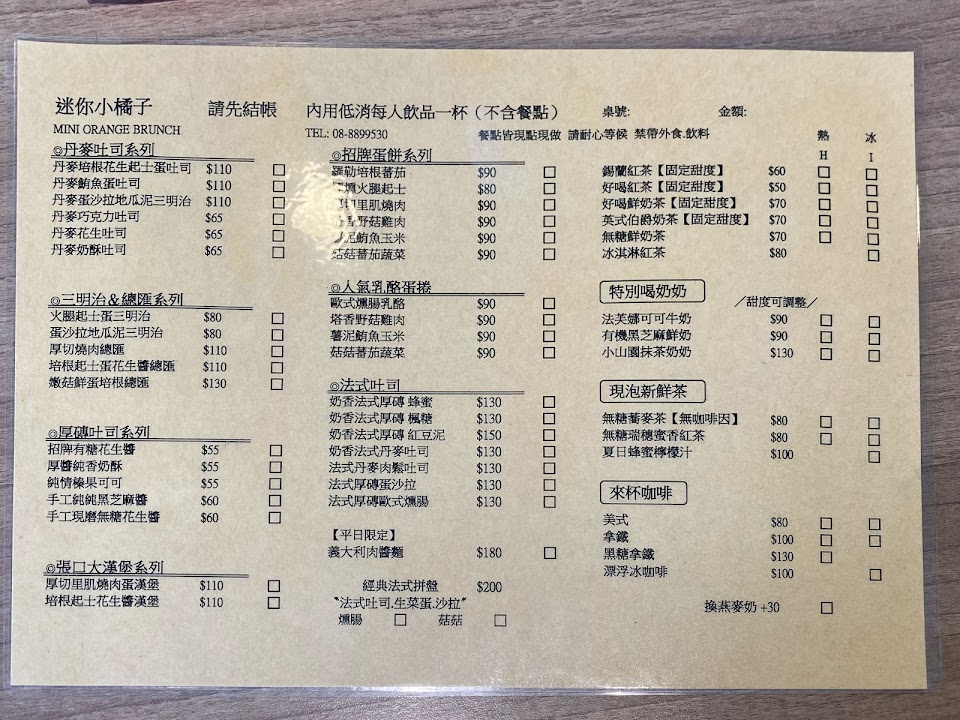 迷你小橘子 請先結帳 內用低消每人飲品一杯（不含餐點） 桌號: 金額:
MINI ORANGE BRUNCH TEL: 08-8899530 餐點皆現點現做 請耐心等候 禁帶外食.飲料
◎丹麥吐司系列
丹麥培根花生起士蛋吐司 $110 □
丹麥鮪魚蛋吐司 $110 □
丹麥蛋沙拉地瓜泥三明治 $110 □
丹麥巧克力吐司 $65 □
丹麥花生吐司 $65 □
丹麥奶酥吐司 $65 □
◎三明治＆總匯系列
火腿起士蛋三明治 $80 □
蛋沙拉地瓜泥三明治 $80 □
厚切燒肉總匯 $110 □
培根起士蛋花生醬總匯 $110 □
嫩菇鮮蛋培根總匯 $130 □
◎厚磚吐司系列
招牌有糖花生醬 $55 □
厚醬純香奶酥 $55 □
純情榛果可可 $55 □
手工純純黑芝麻醬 $60 □
手工現磨無糖花生醬 $60 □
◎張口大漢堡系列
厚切里肌燒肉蛋漢堡 $110 □
培根起士花生醬漢堡 $110 □
◎招牌蛋餅系列
羅勒培根蕃茄 $90 □
燻火腿起士 $80 □
切里肌燒肉 $90 □
香野菇雞肉 $90 □
泥鮪魚玉米 $90 □
菇菇蕃茄蔬菜 $90 □
◎人氣乳酪蛋捲
歐式燻腸乳酪 $90 □
塔香野菇雞肉 $90 □
薯泥鮪魚玉米 $90 □
菇菇蕃茄蔬菜 $90 □
◎法式吐司
奶香法式厚磚 蜂蜜 $130 □
奶香法式厚磚 楓糖 $130 □
奶香法式厚磚 紅豆泥 $150 □
奶香法式丹麥吐司 $130 □
法式丹麥肉鬆吐司 $130 □
法式厚磚蛋沙拉 $130 □
法式厚磚歐式燻腸 $130 □
【平日限定】
義大利肉醬麵 $180 □
經典法式拼盤 $200
〝法式吐司.生菜蛋.沙拉〞
燻腸 □ 菇菇 □
熱 冰
H I
錫蘭紅茶【固定甜度】 $60 □ □
好喝紅茶【固定甜度】 $50 □ □
好喝鮮奶茶【固定甜度】 $70 □ □
英式伯爵奶茶【固定甜度】 $70 □ □
無糖鮮奶茶 $70 □ □
冰淇淋紅茶 $80 □
特別喝奶奶 ／甜度可調整／
法芙娜可可牛奶 $90 □ □
有機黑芝麻鮮奶 $90 □ □
小山園抹茶奶奶 $130 □ □
現泡新鮮茶
無糖蕎麥茶【無咖啡因】 $80 □ □
無糖瑞穗蜜香紅茶 $80 □ □
夏日蜂蜜檸檬汁 $100 □
來杯咖啡
美式 $80 □ □
拿鐵 $100 □ □
黑糖拿鐵 $130 □ □
漂浮冰咖啡 $100 □
換燕麥奶 +30 □